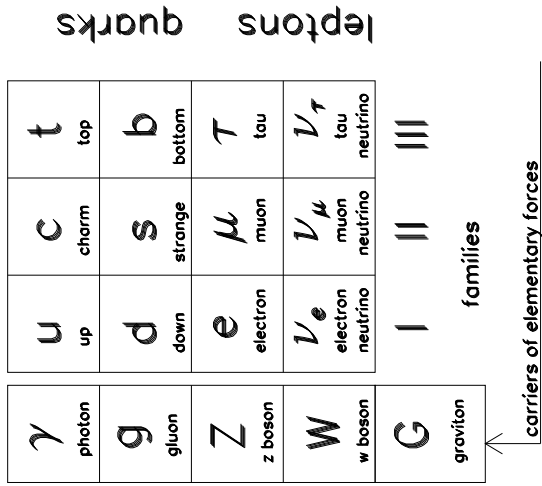 γ u c t
photon up charm top
quarks
g d s b
gluon down strange bottom
Z e μ τ
z boson electron muon tau
leptons
W νe νμ ντ
electron muon tau
w boson neutrino neutrino neutrino
G I II III
graviton families
carriers of elementary forces